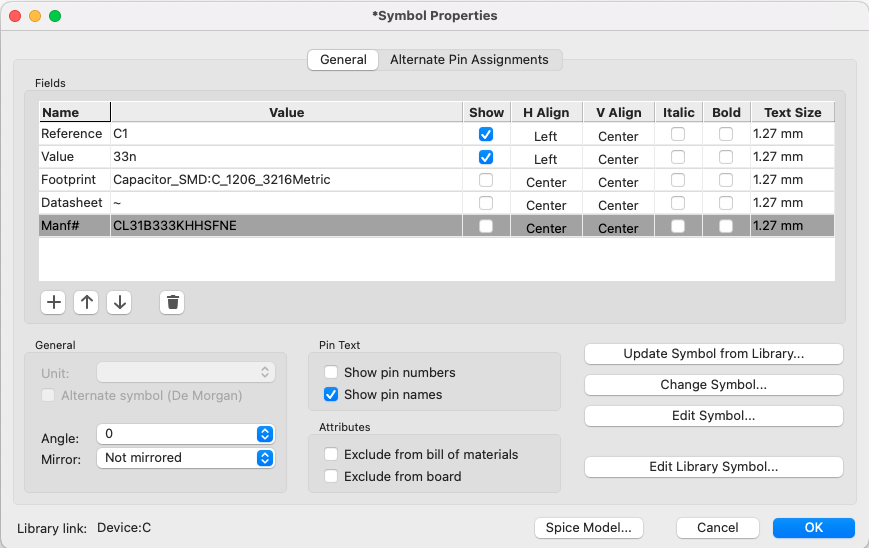 *Symbol Properties
General Alternate Pin Assignments
Fields
Name Value Show H Align V Align Italic Bold Text Size
Reference C1 Left Center 1.27 mm
Value 33n Left Center 1.27 mm
Footprint Capacitor_SMD:C_1206_3216Metric Center Center 1.27 mm
Datasheet ~ Center Center 1.27 mm
Manf# CL31B333KHHSFNE Center Center 1.27 mm
General
Unit:
Alternate symbol (De Morgan)
Angle: 0
Mirror: Not mirrored
Pin Text
Show pin numbers
Show pin names
Attributes
Exclude from bill of materials
Exclude from board
Update Symbol from Library...
Change Symbol...
Edit Symbol...
Edit Library Symbol...
Library link: Device:C
Spice Model... Cancel OK